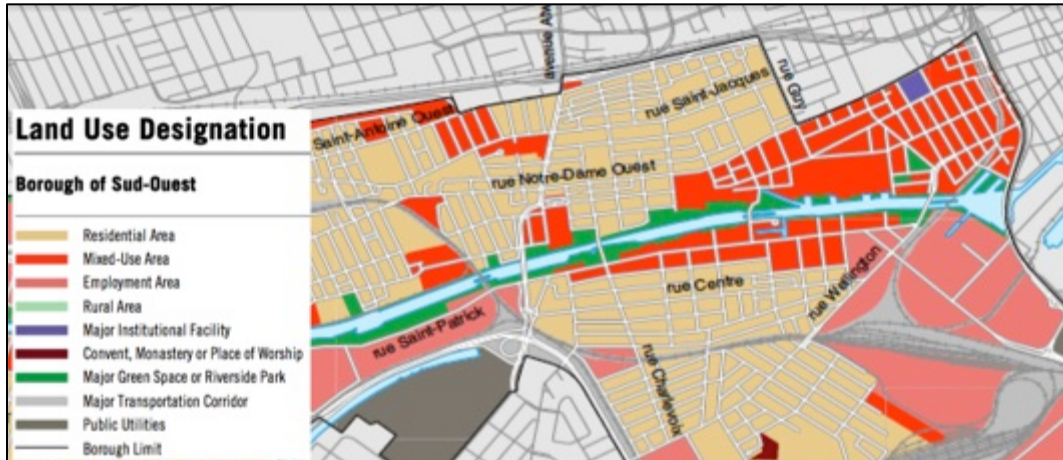 Land Use Designation
Borough of Sud-Ouest
Residential Area
Mixed-Use Area
Employment Area
Rural Area
Major Institutional Facility
Convent, Monastery or Place of Worship
Major Green Space or Riverside Park
Major Transportation Corridor
Public Utilities
Borough Limit
avenue Atw
rue Guy
rue Saint-Jacques
Saint-Antoine Ouest
rue Notre-Dame Ouest
rue Centre
rue Wellington
rue Saint-Patrick
rue Charlevoix